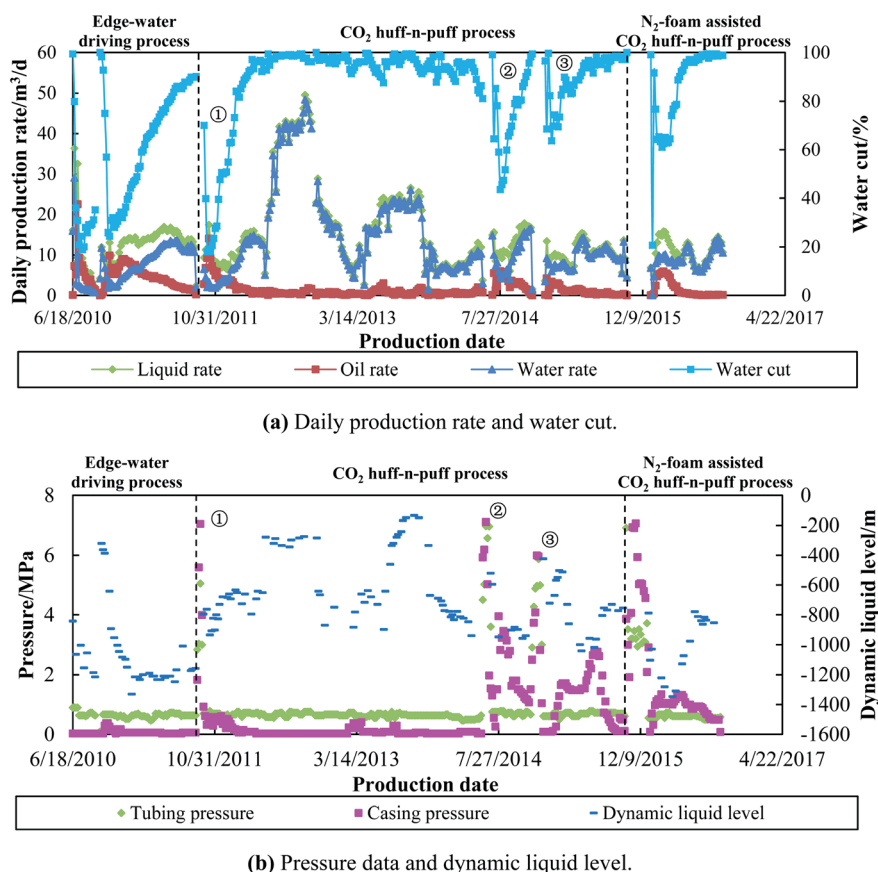 Edge-water
driving process
CO₂ huff-n-puff process
N₂-foam assisted
CO₂ huff-n-puff process
60
50
40
30
20
10
0
Daily production rate/m³/d
①
②
③
100
80
60
40
20
0
Water cut/%
6/18/2010 10/31/2011 3/14/2013 7/27/2014 12/9/2015 4/22/2017
Production date
Liquid rate Oil rate Water rate Water cut
(a) Daily production rate and water cut.
Edge-water
driving process
CO₂ huff-n-puff process
N₂-foam assisted
CO₂ huff-n-puff process
8
6
4
2
0
Pressure/MPa
①
②
③
0
-200
-400
-600
-800
-1000
-1200
-1400
-1600
Dynamic liquid level/m
6/18/2010 10/31/2011 3/14/2013 7/27/2014 12/9/2015 4/22/2017
Production date
Tubing pressure Casing pressure Dynamic liquid level
(b) Pressure data and dynamic liquid level.